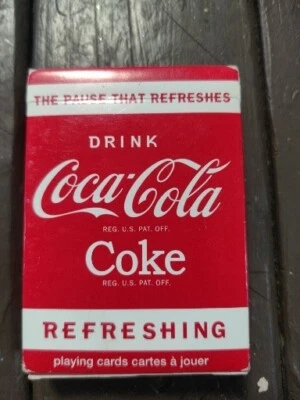 THE PAUSE THAT REFRESHES
DRINK
Coca-Cola
REG. U.S. PAT. OFF.
Coke
REG. U.S. PAT. OFF.
REFRESHING
playing cards cartes à jouer